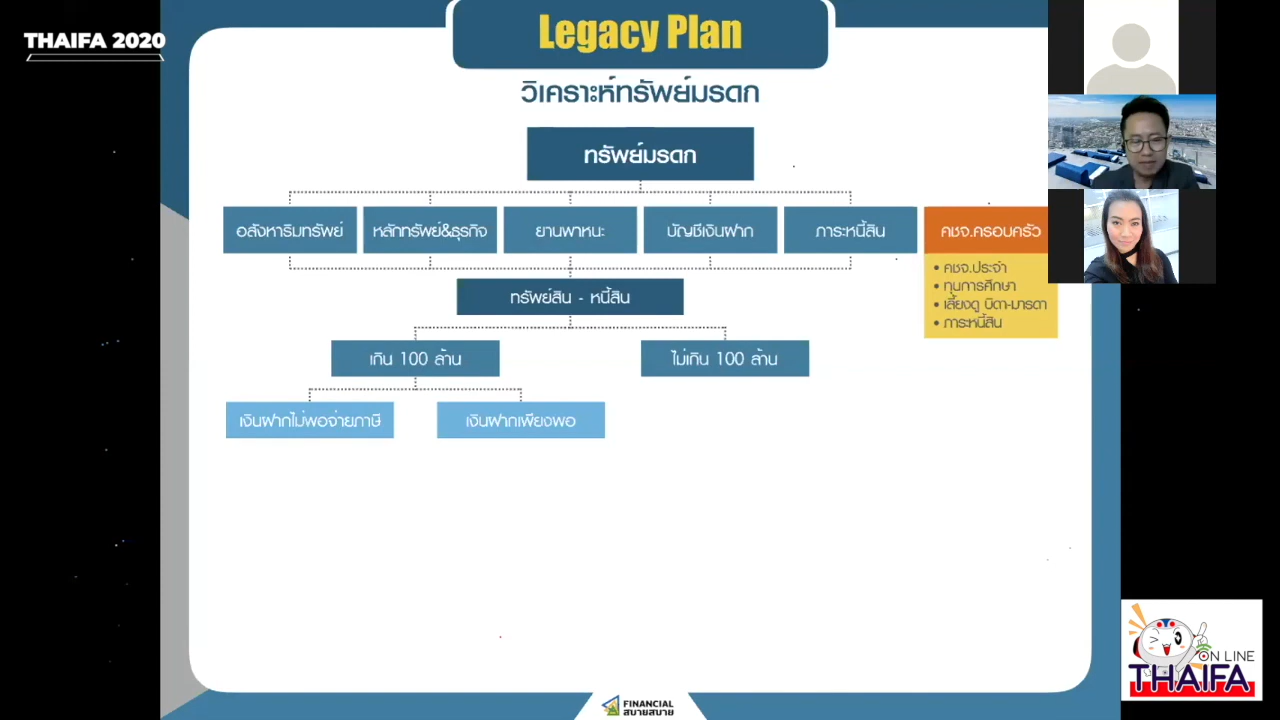 THAIFA 2020
Legacy Plan
วิเคราะห์ทรัพย์มรดก
ทรัพย์มรดก
อสังหาริมทรัพย์
หลักทรัพย์&ธุรกิจ
ยานพาหนะ
บัญชีเงินฝาก
ภาระหนี้สิน
คชจ.ครอบครัว
• คชจ.ประจำ
• ทุนการศึกษา
• เลี้ยงดู บิดา-มารดา
• ภาระหนี้สิน
ทรัพย์สิน - หนี้สิน
เกิน 100 ล้าน
ไม่เกิน 100 ล้าน
เงินฝากไม่พอจ่ายภาษี
เงินฝากเพียงพอ
FINANCIAL
สบายสบาย
ON LINE
THAIFA